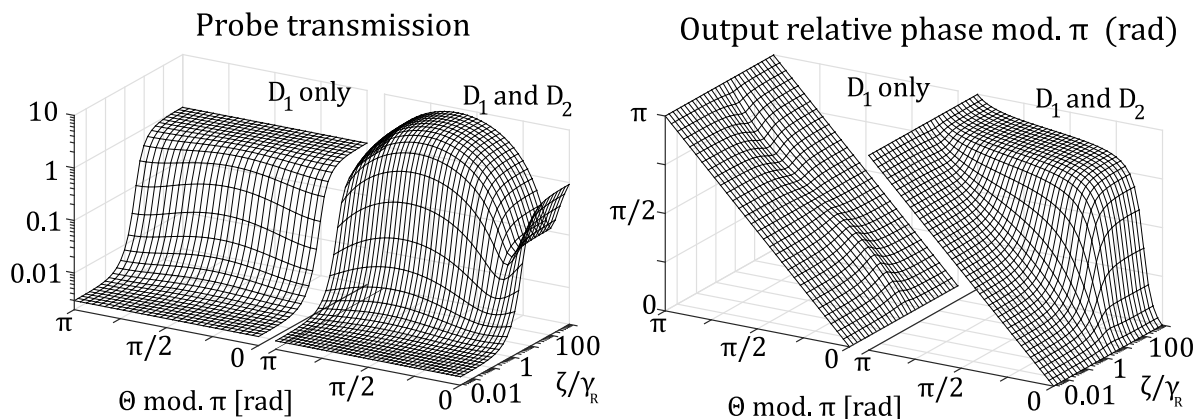 Probe transmission
D1 only
D1 and D2
10
1
0.1
0.01
π
π/2
0
π
π/2
0
0.01
1
100
Θ mod. π [rad]
ζ/γR
Output relative phase mod. π (rad)
D1 only
D1 and D2
π
π/2
0
π
π/2
0
π
π/2
0
0.01
1
100
Θ mod. π [rad]
ζ/γR